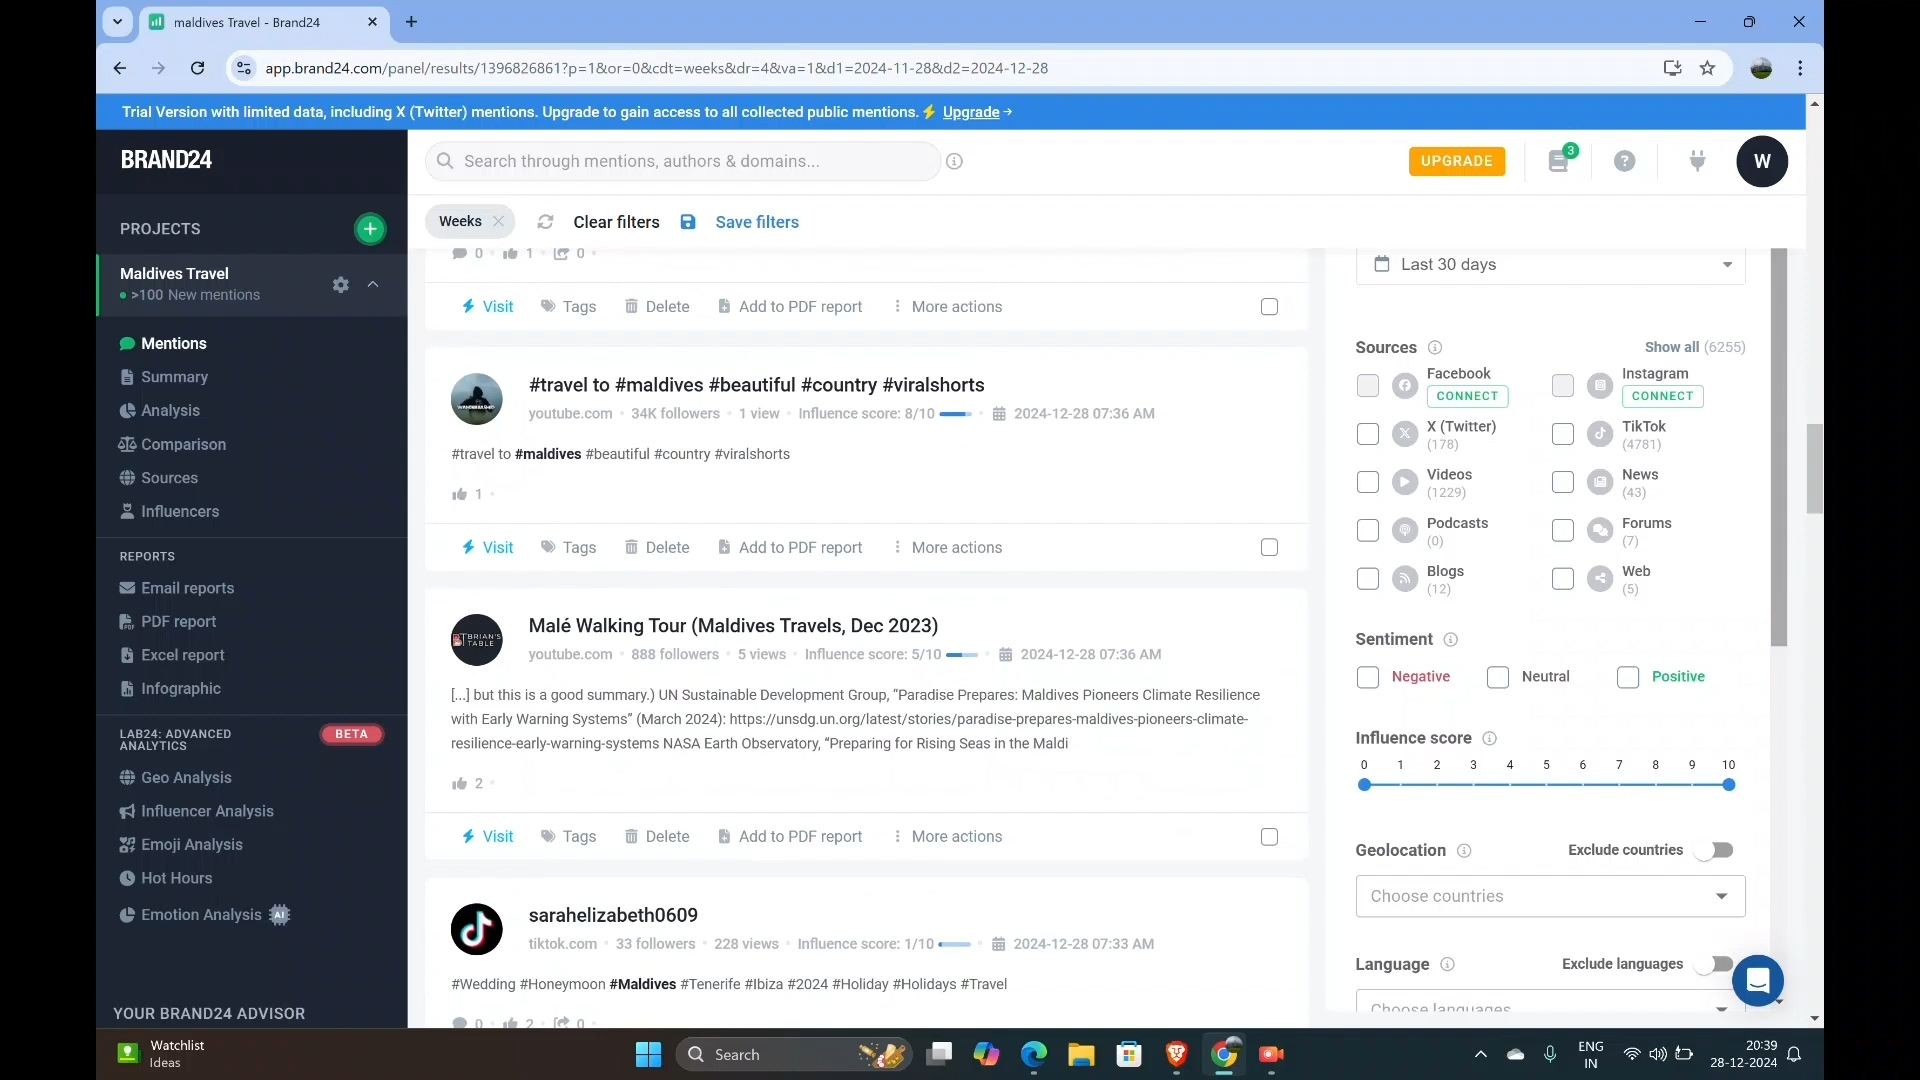 maldives Travel - Brand24
app.brand24.com/panel/results/1396826861?p=1&or=0&cdt=weeks&dr=4&va=1&d1=2024-11-28&d2=2024-12-28
Trial Version with limited data, including X (Twitter) mentions. Upgrade to gain access to all collected public mentions.⚡ Upgrade →
BRAND24
Search through mentions, authors & domains...
UPGRADE
3
W
PROJECTS
Maldives Travel
>100 New mentions
Mentions
Summary
Analysis
Comparison
Sources
Influencers
REPORTS
Email reports
PDF report
Excel report
Infographic
LAB24: ADVANCED
ANALYTICS
BETA
Geo Analysis
Influencer Analysis
Emoji Analysis
Hot Hours
Emotion Analysis AI
YOUR BRAND24 ADVISOR
Weeks
Clear filters
Save filters
0 1 0
Visit Tags Delete Add to PDF report More actions
#travel to #maldives #beautiful #country #viralshorts
youtube.com • 34K followers • 1 view • Influence score: 8/10 • 2024-12-28 07:36 AM
#travel to #maldives #beautiful #country #viralshorts
1
Visit Tags Delete Add to PDF report More actions
BRIAN'S
TABLE
Malé Walking Tour (Maldives Travels, Dec 2023)
youtube.com • 888 followers • 5 views • Influence score: 5/10 • 2024-12-28 07:36 AM
[...] but this is a good summary.) UN Sustainable Development Group, “Paradise Prepares: Maldives Pioneers Climate Resilience
with Early Warning Systems” (March 2024): https://unsdg.un.org/latest/stories/paradise-prepares-maldives-pioneers-climate-
resilience-early-warning-systems NASA Earth Observatory, “Preparing for Rising Seas in the Maldi
2
Visit Tags Delete Add to PDF report More actions
sarahelizabeth0609
tiktok.com • 33 followers • 228 views • Influence score: 1/10 • 2024-12-28 07:33 AM
#Wedding #Honeymoon #Maldives #Tenerife #Ibiza #2024 #Holiday #Holidays #Travel
0 2 0
Last 30 days
Sources
Show all (6255)
Facebook
CONNECT
Instagram
CONNECT
X (Twitter)
(178)
TikTok
(4781)
Videos
(1229)
News
(43)
Podcasts
(0)
Forums
(7)
Blogs
(12)
Web
(5)
Sentiment
Negative Neutral Positive
Influence score
0 1 2 3 4 5 6 7 8 9 10
Geolocation
Exclude countries
Choose countries
Language
Exclude languages
Choose languages
Watchlist
Ideas
Search
ENG
IN
20:39
28-12-2024